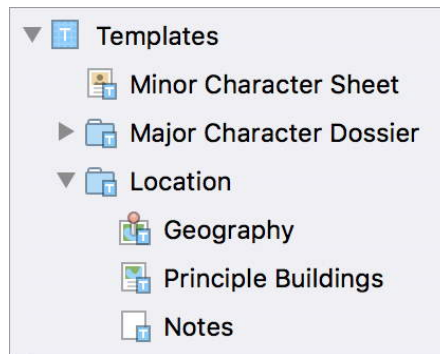 Templates
Minor Character Sheet
Major Character Dossier
Location
Geography
Principle Buildings
Notes